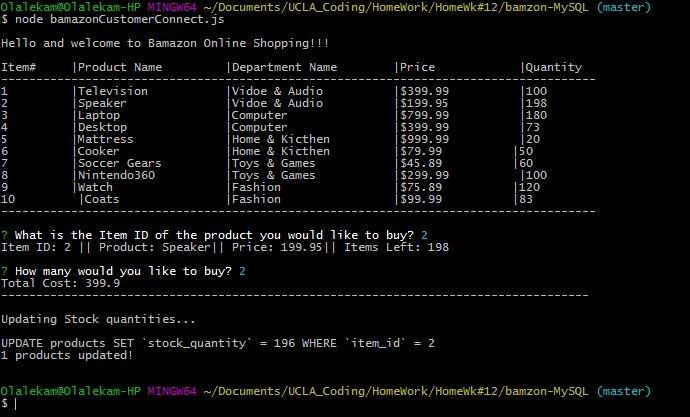 Olalekam@Olalekam-HP MINGW64 ~/Documents/UCLA_Coding/HomeWork/HomeWk#12/bamzon-MySQL (master)
$ node bamazonCustomerConnect.js
Hello and welcome to Bamazon Online Shopping!!!
Item#     |Product Name     |Department Name     |Price     |Quantity
--------------------------------------------------------------------------------
1     |Television     |Vidoe & Audio     |$399.99     |100
2     |Speaker     |Vidoe & Audio     |$199.95     |198
3     |Laptop     |Computer     |$799.99     |180
4     |Desktop     |Computer     |$399.99     |73
5     |Mattress     |Home & Kicthen     |$999.99     |20
6     |Cooker     |Home & Kicthen     |$79.99     |50
7     |Soccer Gears     |Toys & Games     |$45.89     |60
8     |Nintendo360     |Toys & Games     |$299.99     |100
9     |Watch     |Fashion     |$75.89     |120
10     |Coats     |Fashion     |$99.99     |83
--------------------------------------------------------------------------------
? What is the Item ID of the product you would like to buy? 2
Item ID: 2 || Product: Speaker|| Price: 199.95|| Items Left: 198
? How many would you like to buy? 2
Total Cost: 399.9
--------------------------------------------------------------------------------
Updating Stock quantities...
UPDATE products SET `stock_quantity` = 196 WHERE `item_id` = 2
1 products updated!
Olalekam@Olalekam-HP MINGW64 ~/Documents/UCLA_Coding/HomeWork/HomeWk#12/bamzon-MySQL (master)
$